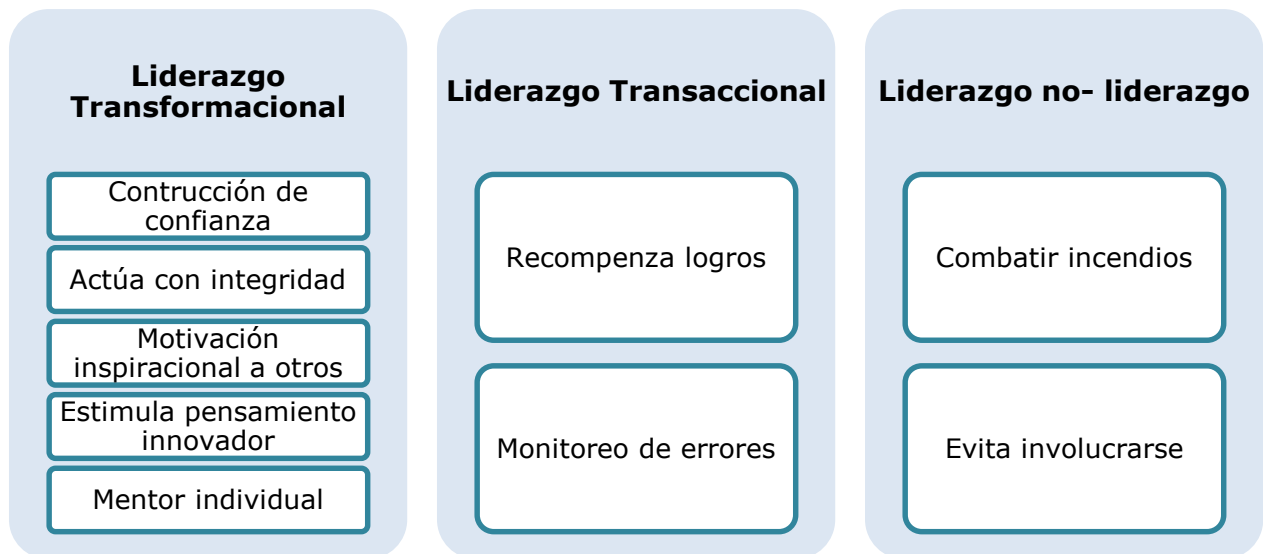 Liderazgo
Transformacional
Contrucción de
confianza
Actúa con integridad
Motivación
inspiracional a otros
Estimula pensamiento
innovador
Mentor individual
Liderazgo Transaccional
Recompenza logros
Monitoreo de errores
Liderazgo no- liderazgo
Combatir incendios
Evita involucrarse